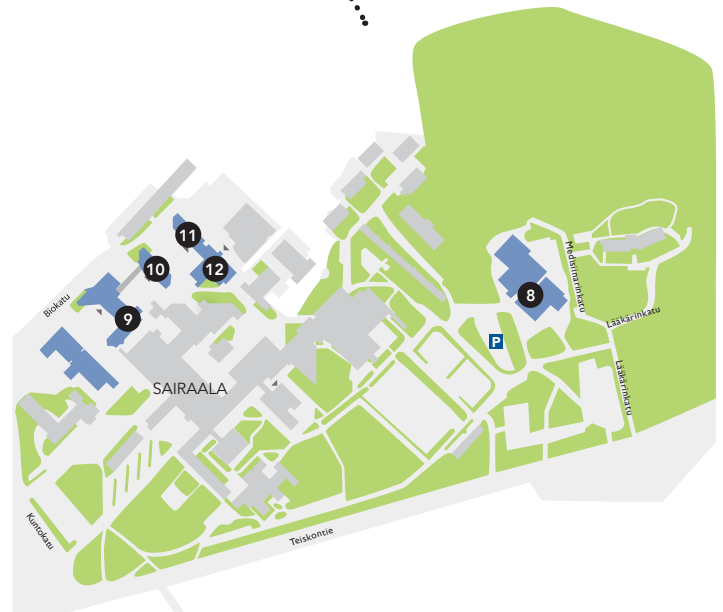 11
10
12
Medisiinarinkatu
8
Biokatu
9
Lääkärinkatu
P
SAIRAALA
Lääkärinkatu
Kuntokatu
Teiskontie